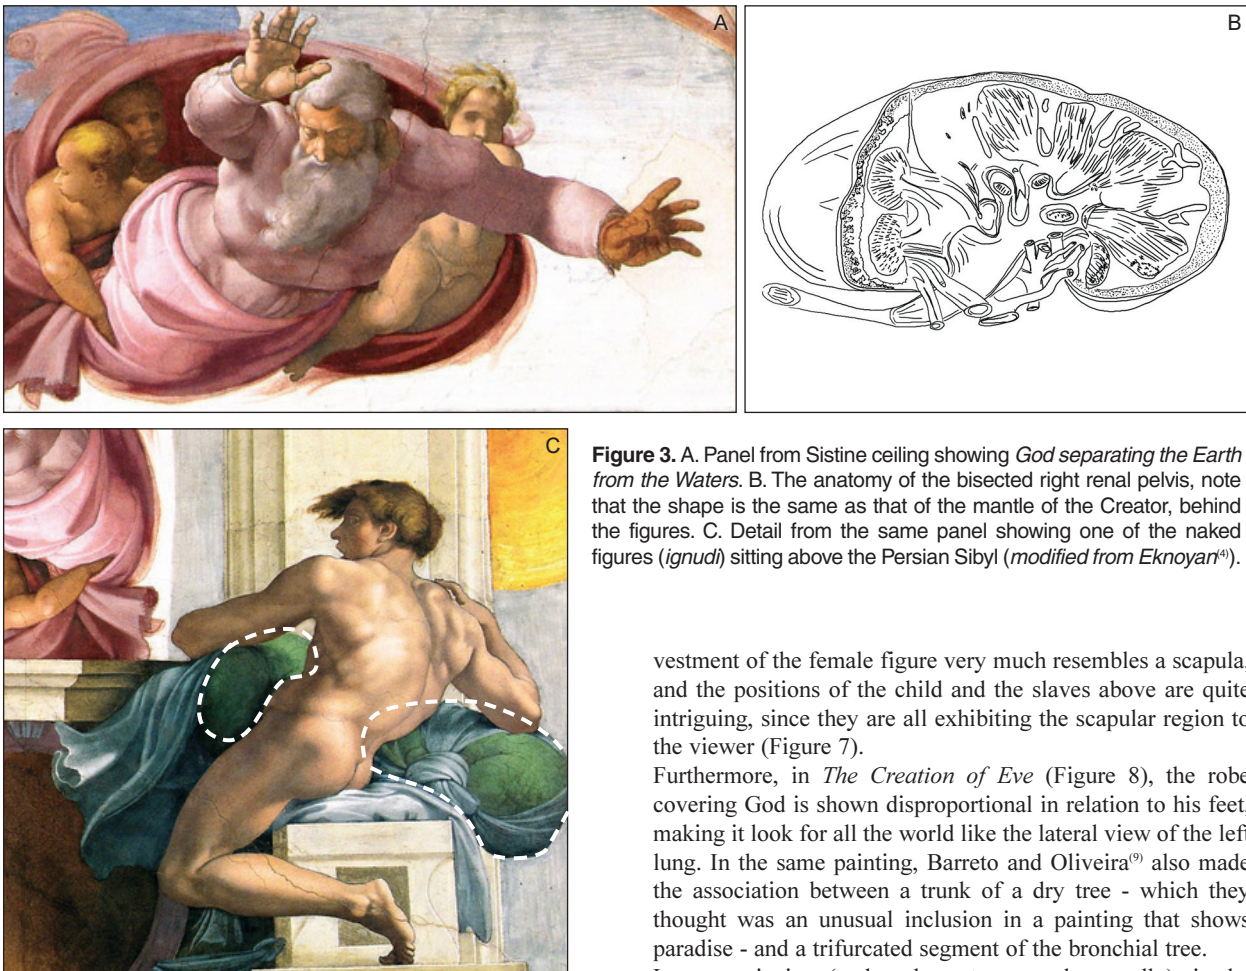 A
B
C
Figure 3. A. Panel from Sistine ceiling showing God separating the Earth
from the Waters. B. The anatomy of the bisected right renal pelvis, note
that the shape is the same as that of the mantle of the Creator, behind
the figures. C. Detail from the same panel showing one of the naked
figures (ignudi) sitting above the Persian Sibyl (modified from Eknoyan(4)).
vestment of the female figure very much resembles a scapula,
and the positions of the child and the slaves above are quite
intriguing, since they are all exhibiting the scapular region to
the viewer (Figure 7).
Furthermore, in The Creation of Eve (Figure 8), the robe
covering God is shown disproportional in relation to his feet,
making it look for all the world like the lateral view of the left
lung. In the same painting, Barreto and Oliveira(9) also made
the association between a trunk of a dry tree - which they
thought was an unusual inclusion in a painting that shows
paradise - and a trifurcated segment of the bronchial tree.